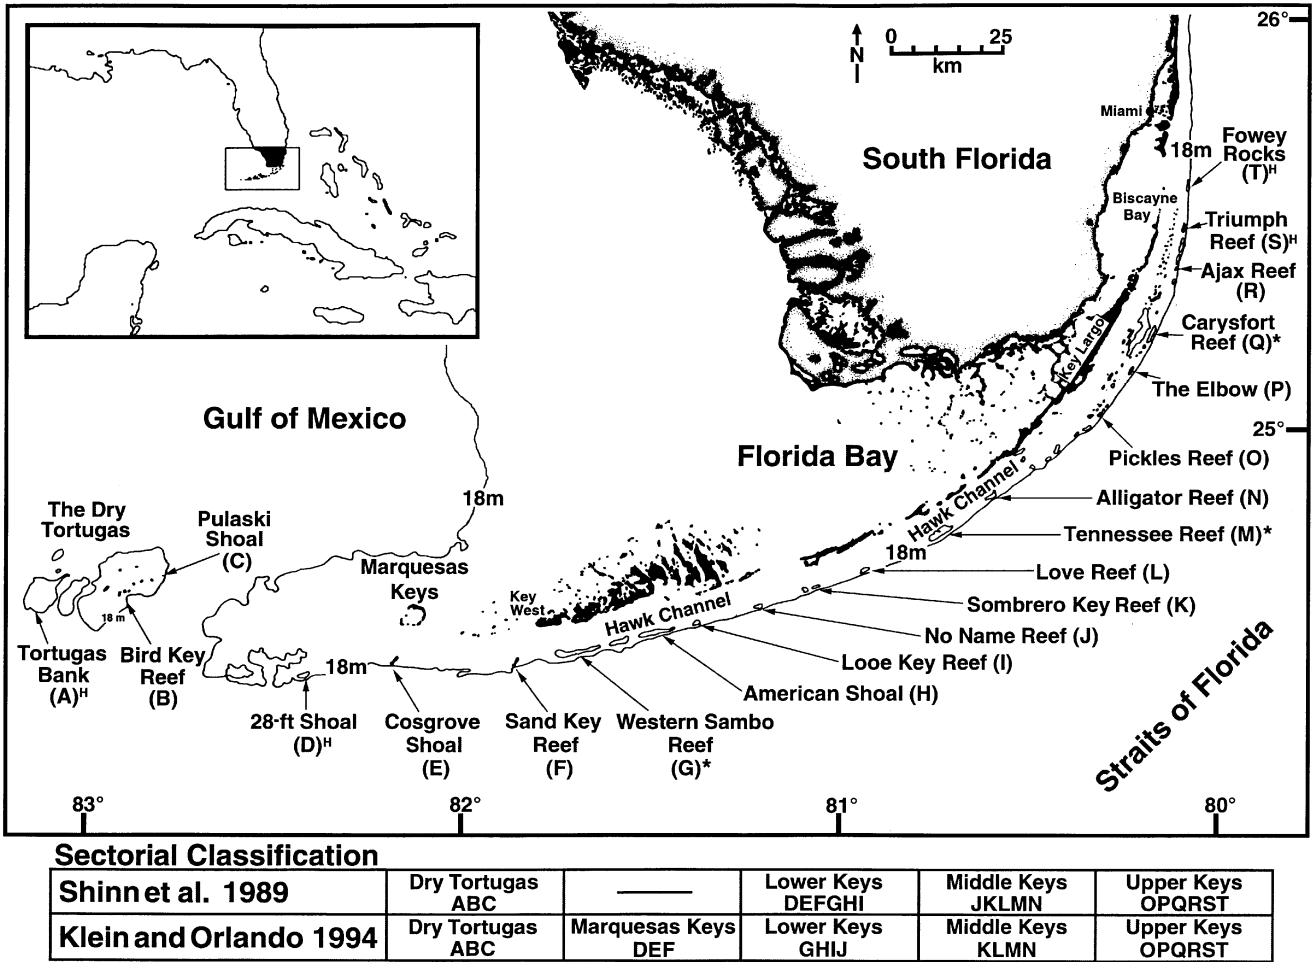 26°
0 25
km
N
Miami
South Florida
18m
Fowey
Rocks
(T)ᴴ
Biscayne
Bay
Triumph
Reef (S)ᴴ
Ajax Reef
(R)
Carysfort
Reef (Q)*
Key Largo
The Elbow (P)
Gulf of Mexico
25°
Florida Bay
Pickles Reef (O)
18m
Hawk Channel
Alligator Reef (N)
The Dry
Tortugas
Pulaski
Shoal
(C)
Tennessee Reef (M)*
18m
Marquesas
Keys
Love Reef (L)
Key
West
Hawk Channel
Sombrero Key Reef (K)
18 m
No Name Reef (J)
Tortugas
Bank
(A)ᴴ
Bird Key
Reef
(B)
18m
Looe Key Reef (I)
American Shoal (H)
Straits of Florida
28-ft Shoal
(D)ᴴ
Cosgrove
Shoal
(E)
Sand Key
Reef
(F)
Western Sambo
Reef
(G)*
83° 82° 81° 80°
Sectorial Classification
Shinn et al. 1989
Dry Tortugas
ABC
Lower Keys
DEFGHI
Middle Keys
JKLMN
Upper Keys
OPQRST
Klein and Orlando 1994
Dry Tortugas
ABC
Marquesas Keys
DEF
Lower Keys
GHIJ
Middle Keys
KLMN
Upper Keys
OPQRST